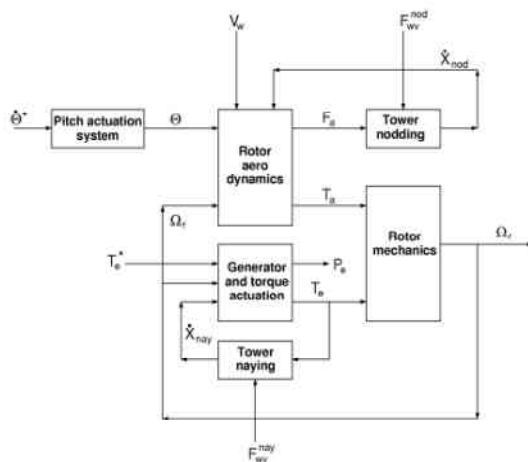 V_w
F_wv^nod
Ẋ_nod
Θ̇*
Pitch actuation
system
Θ
Rotor
aero
dynamics
F_a
Tower
nodding
T_a
Ω_r
Rotor
mechanics
Ω_r
T_e*
Generator
and torque
actuation
P_e
T_e
Ẋ_nay
Tower
naying
F_wv^nay